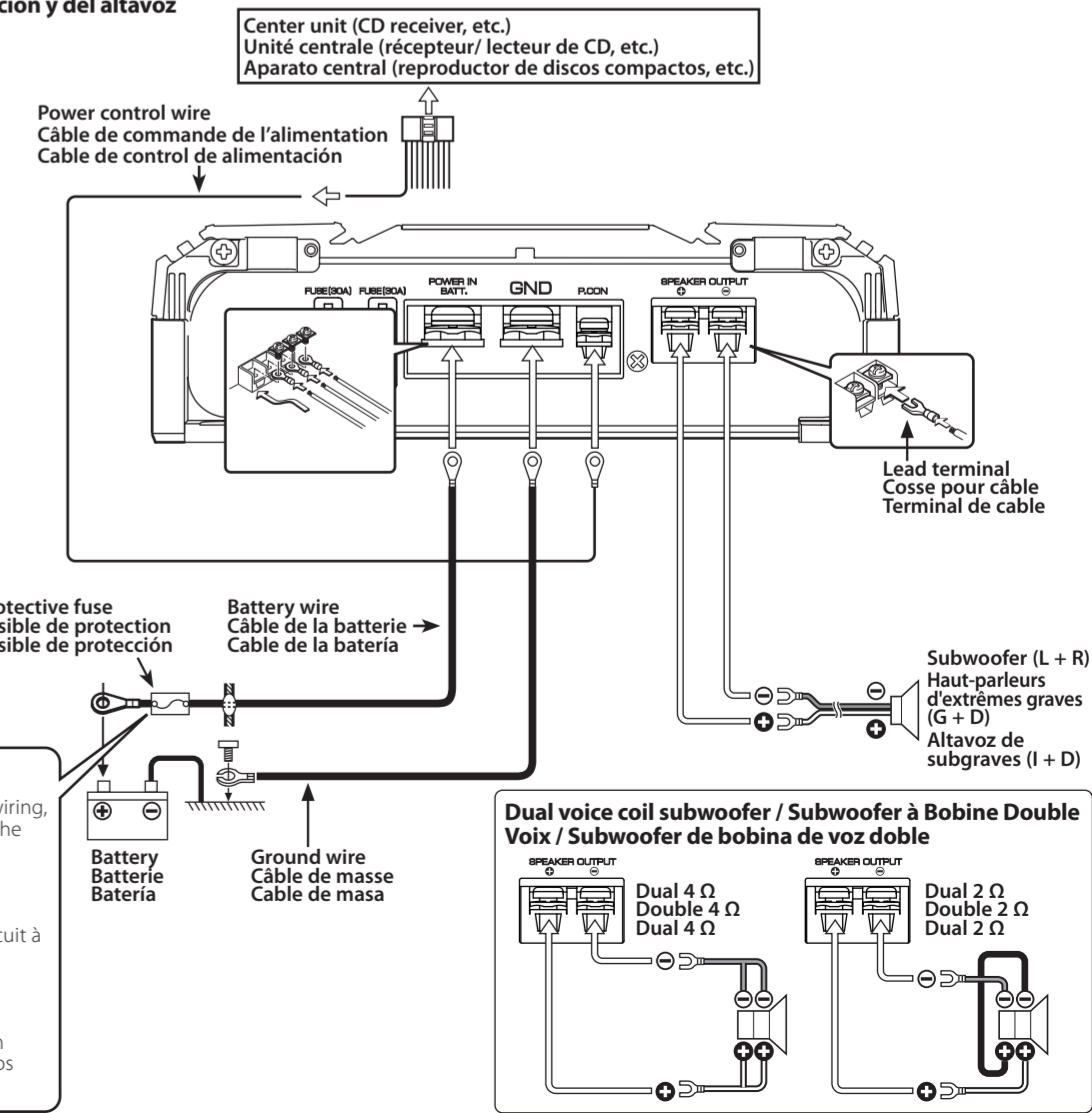 ción y del altavoz
Center unit (CD receiver, etc.)
Unité centrale (récepteur/ lecteur de CD, etc.)
Aparato central (reproductor de discos compactos, etc.)
Power control wire
Câble de commande de l'alimentation
Cable de control de alimentación
FUSE(30A) FUSE(30A)
POWER IN
BATT.
GND
P.CON
SPEAKER OUTPUT
⊕ ⊖
Lead terminal
Cosse pour câble
Terminal de cable
otective fuse
sible de protection
sible de protección
Battery wire
Câble de la batterie
Cable de la batería
⊖
⊕
⊖
⊕
Subwoofer (L + R)
Haut-parleurs
d'extrêmes graves
(G + D)
Altavoz de
subgraves (I + D)
⊕ ⊖
Battery
Batterie
Batería
Ground wire
Câble de masse
Cable de masa
wiring,
he
cuit à
n
os
Dual voice coil subwoofer / Subwoofer à Bobine Double
Voix / Subwoofer de bobina de voz doble
SPEAKER OUTPUT
⊕ ⊖
Dual 4 Ω
Double 4 Ω
Dual 4 Ω
⊖
⊖ ⊖
⊕ ⊕
⊕
SPEAKER OUTPUT
⊕ ⊖
Dual 2 Ω
Double 2 Ω
Dual 2 Ω
⊖
⊖ ⊖
⊕ ⊕
⊕